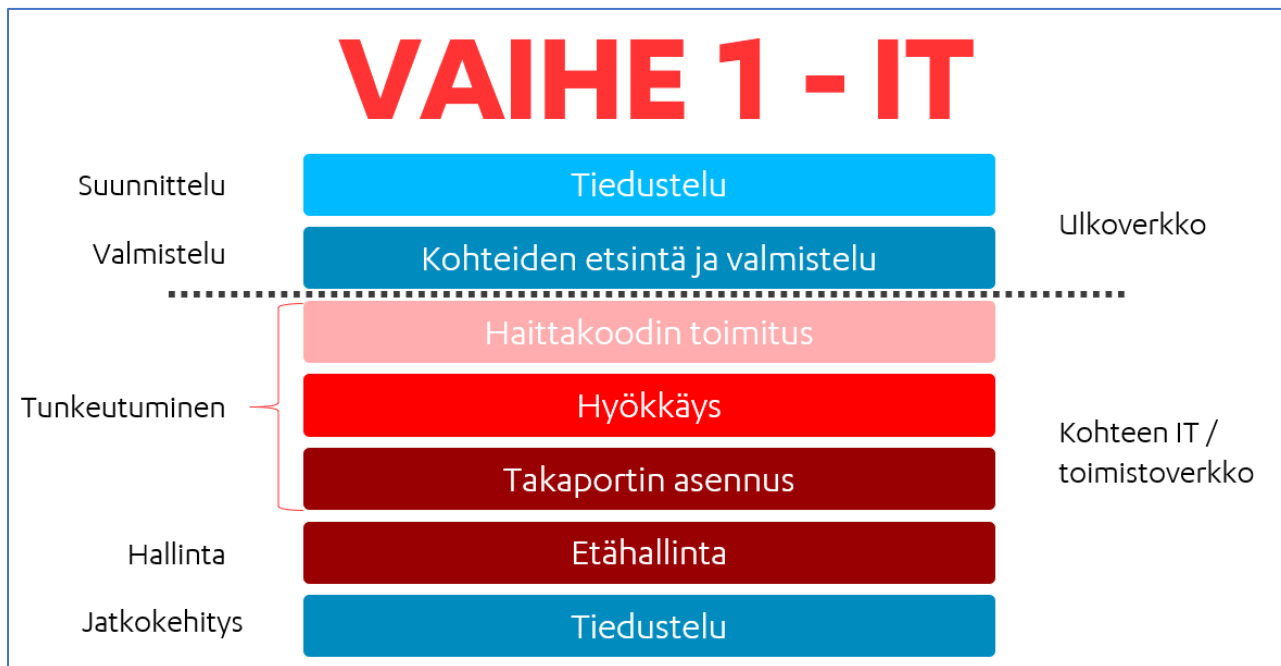 VAIHE 1 - IT
Suunnittelu
Tiedustelu
Ulkoverkko
Valmistelu
Kohteiden etsintä ja valmistelu
Haittakoodin toimitus
Tunkeutuminen
Hyökkäys
Kohteen IT /
toimistoverkko
Takaportin asennus
Hallinta
Etähallinta
Jatkokehitys
Tiedustelu